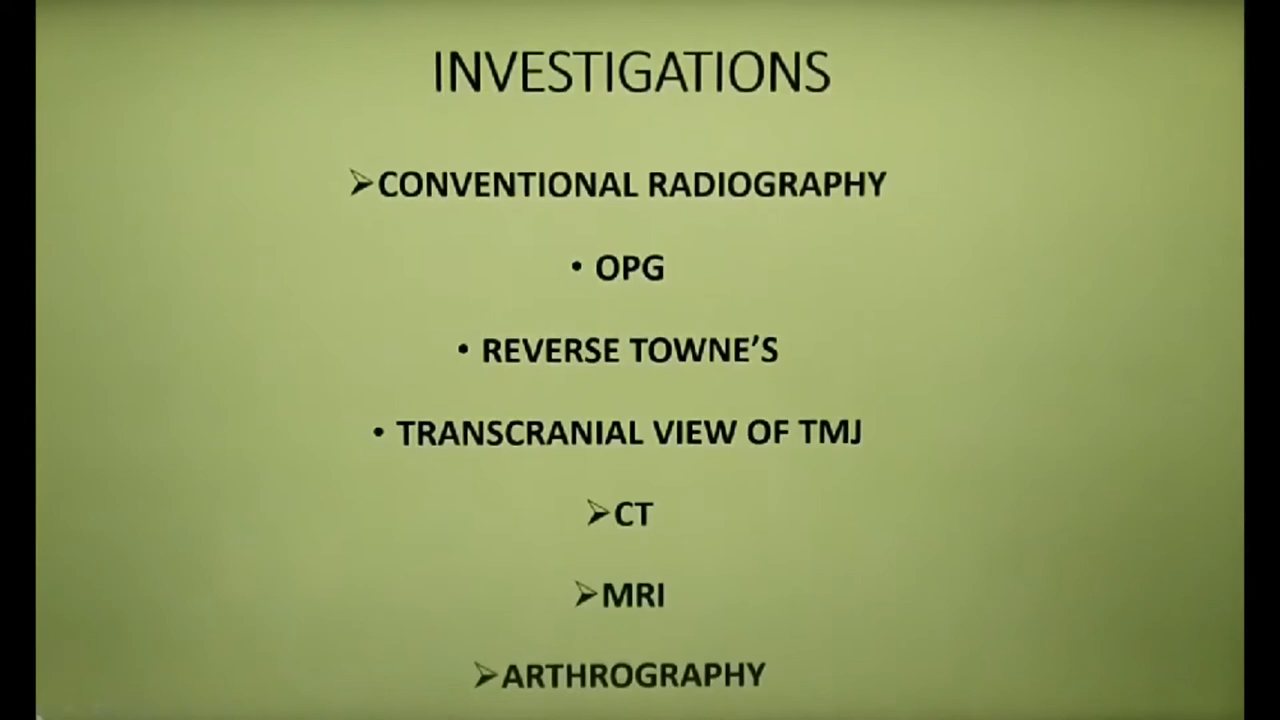 INVESTIGATIONS
➢CONVENTIONAL RADIOGRAPHY
• OPG
• REVERSE TOWNE’S
• TRANSCRANIAL VIEW OF TMJ
➢CT
➢MRI
➢ARTHROGRAPHY